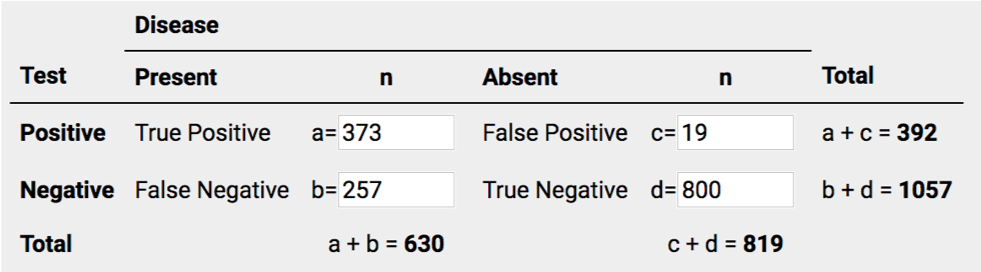 Disease
Test Present n Absent n Total
Positive True Positive a= 373 False Positive c= 19 a + c = 392
Negative False Negative b= 257 True Negative d= 800 b + d = 1057
Total a + b = 630 c + d = 819